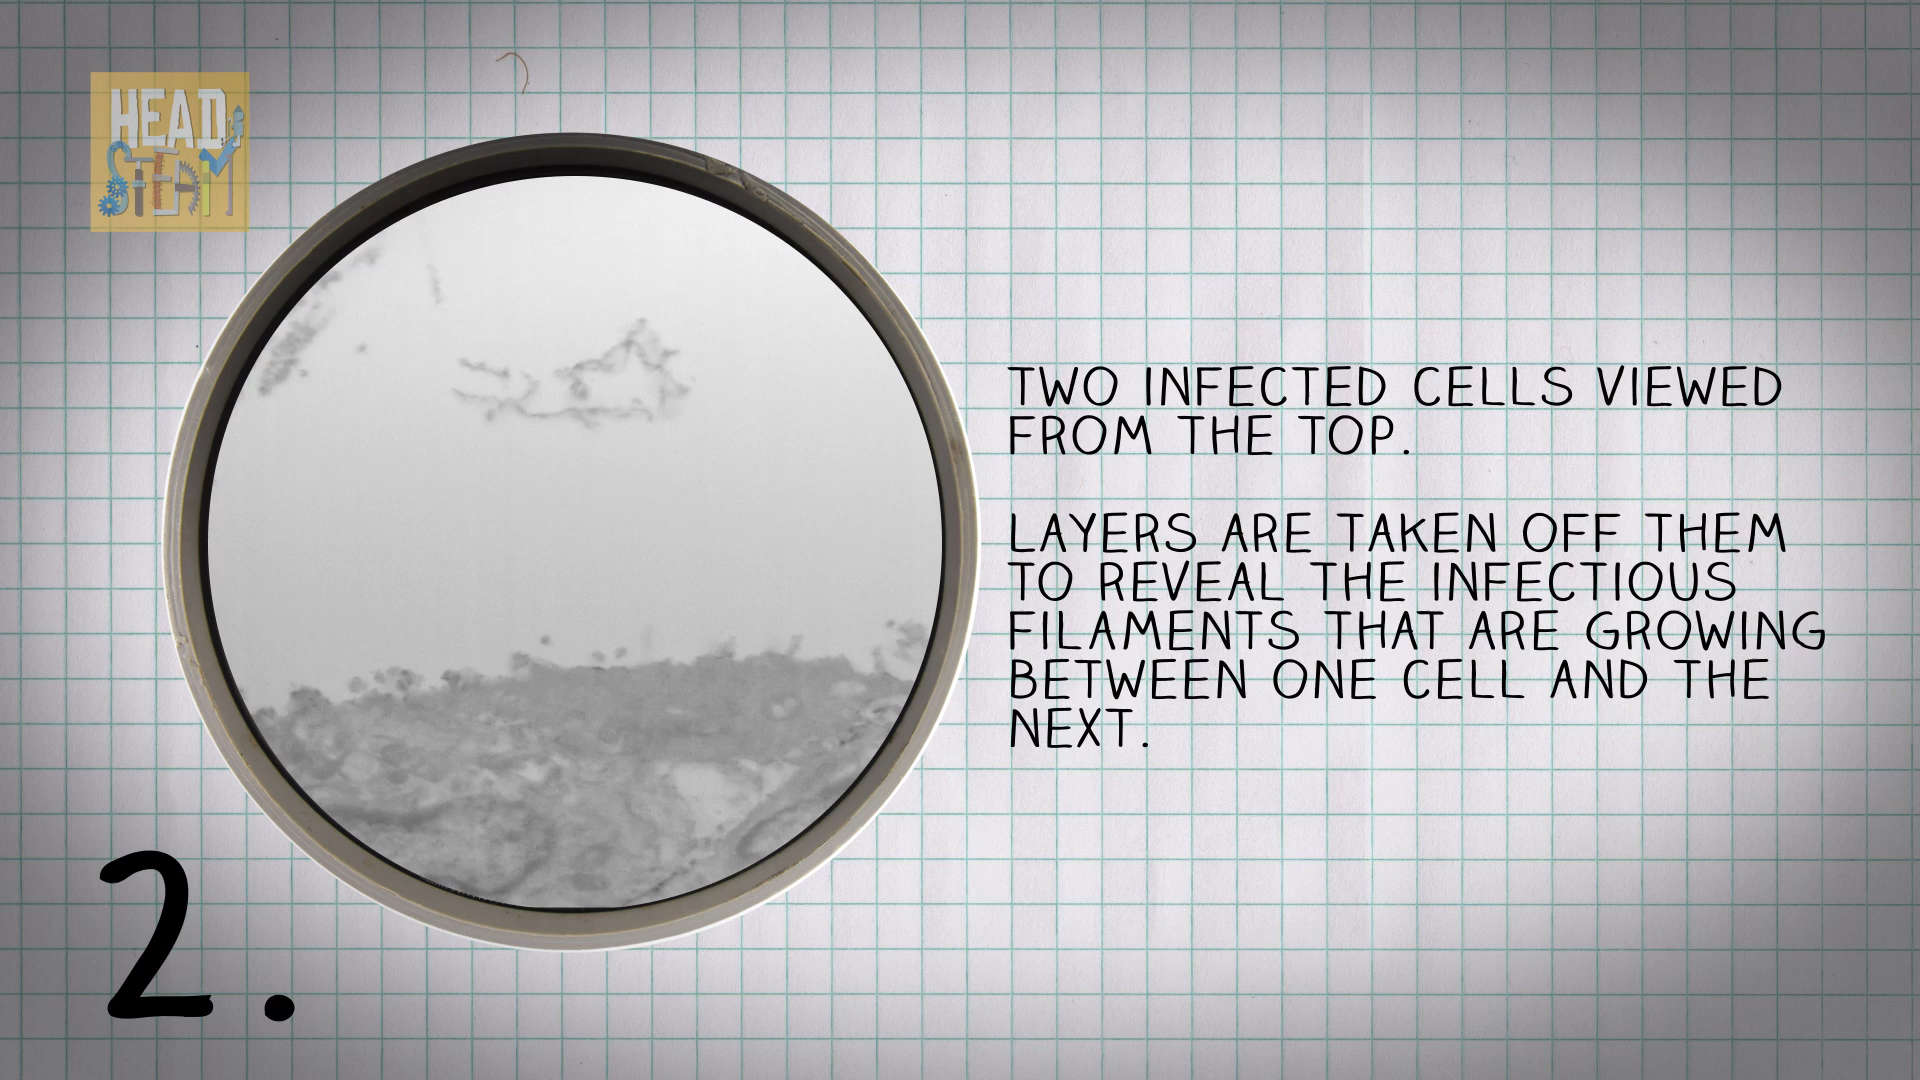 HEAD
STEAM
TWO INFECTED CELLS VIEWED
FROM THE TOP.
LAYERS ARE TAKEN OFF THEM
TO REVEAL THE INFECTIOUS
FILAMENTS THAT ARE GROWING
BETWEEN ONE CELL AND THE
NEXT.
2.